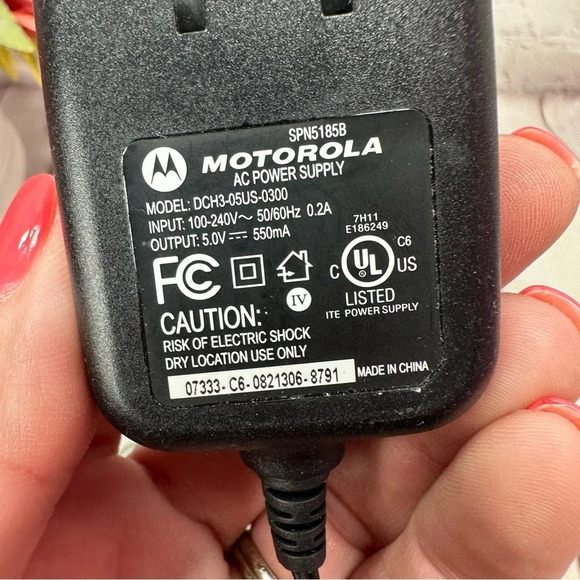 SPN5185B
MOTOROLA
AC POWER SUPPLY
MODEL: DCH3-05US-0300
INPUT: 100-240V~ 50/60Hz 0.2A
OUTPUT: 5.0V ⎓ 550mA
7H11
E186249
FC
IV
C UL US
C6
LISTED
ITE POWER SUPPLY
CAUTION:
RISK OF ELECTRIC SHOCK
DRY LOCATION USE ONLY
07333-C6-0821306-8791
MADE IN CHINA